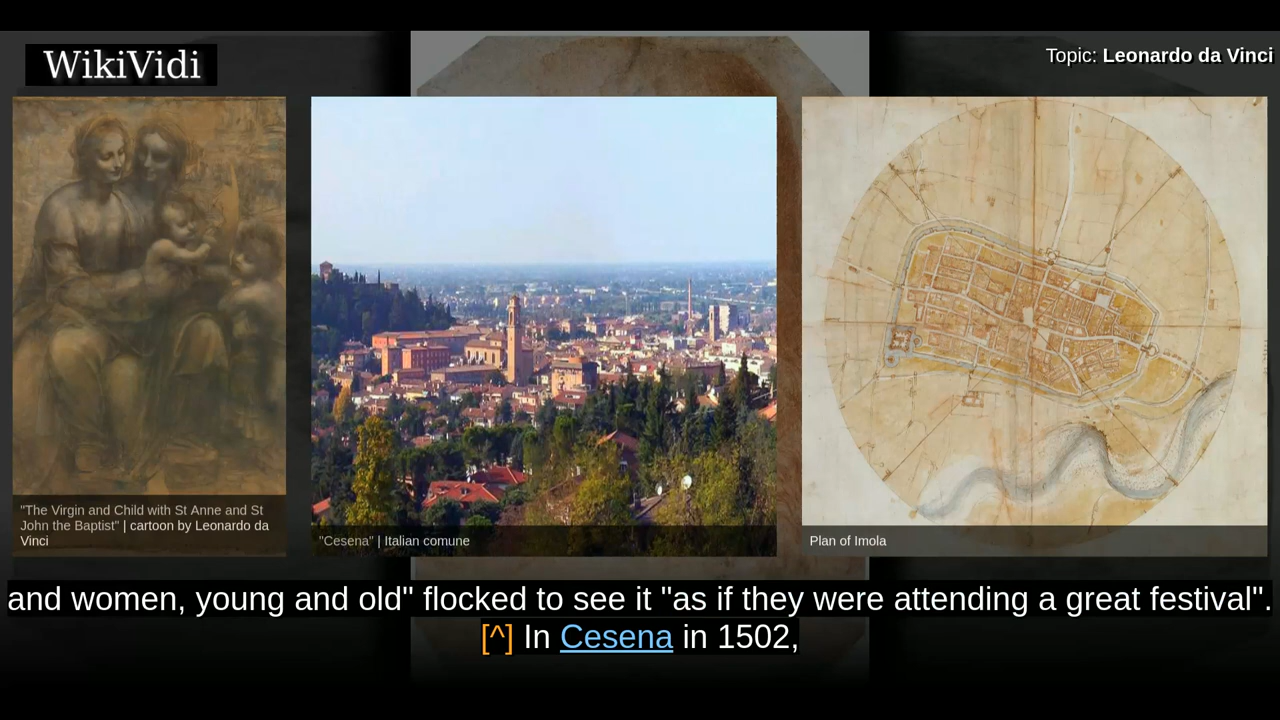 WikiVidi
Topic: Leonardo da Vinci
"The Virgin and Child with St Anne and St
John the Baptist" | cartoon by Leonardo da
Vinci
"Cesena" | Italian comune
Plan of Imola
and women, young and old" flocked to see it "as if they were attending a great festival".
[^] In Cesena in 1502,